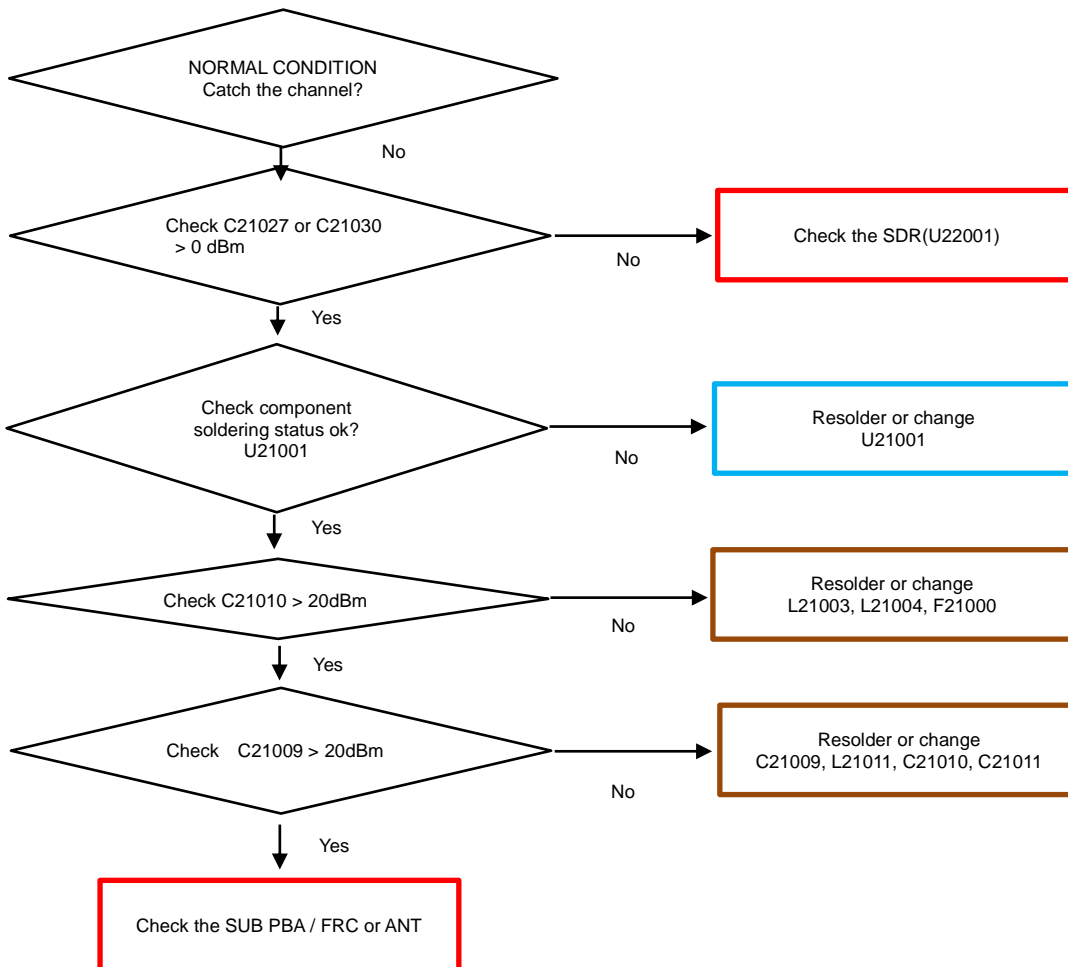 NORMAL CONDITION
Catch the channel?
No
Check C21027 or C21030
> 0 dBm
No
Check the SDR(U22001)
Yes
Check component
soldering status ok?
U21001
No
Resolder or change
U21001
Yes
Check C21010 > 20dBm
No
Resolder or change
L21003, L21004, F21000
Yes
Check C21009 > 20dBm
No
Resolder or change
C21009, L21011, C21010, C21011
Yes
Check the SUB PBA / FRC or ANT